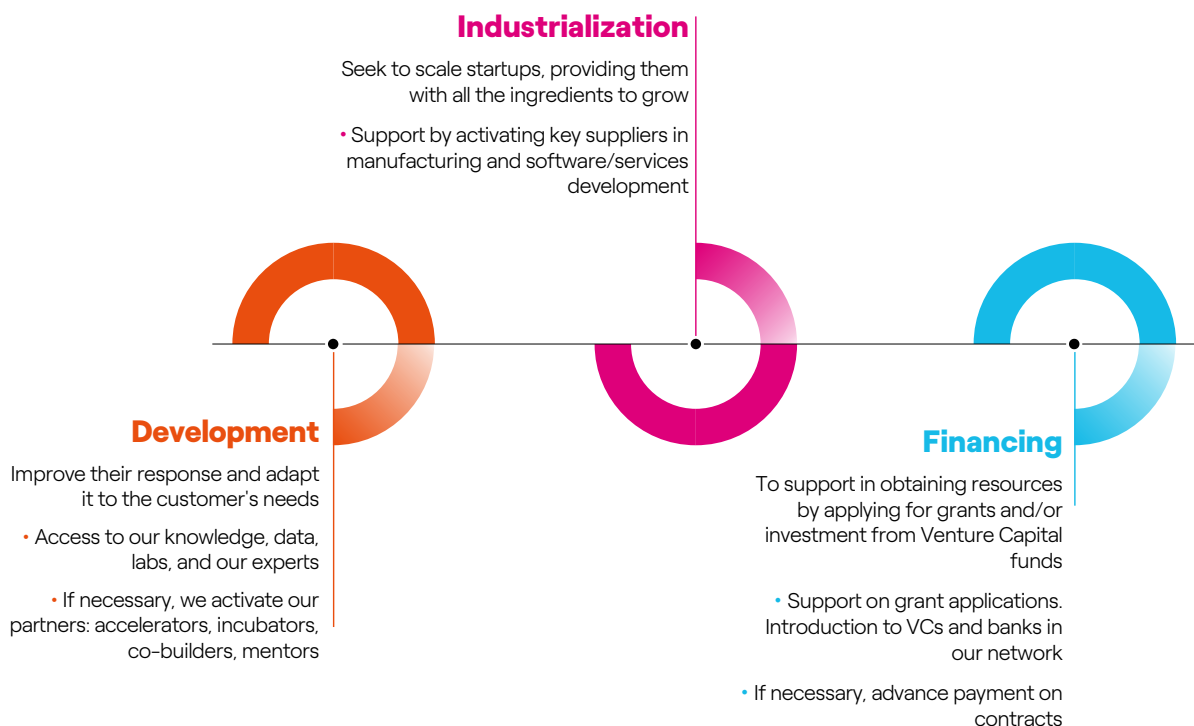 Industrialization
Seek to scale startups, providing them
with all the ingredients to grow
• Support by activating key suppliers in
manufacturing and software/services
development
Development
Improve their response and adapt
it to the customer's needs
• Access to our knowledge, data,
labs, and our experts
• If necessary, we activate our
partners: accelerators, incubators,
co-builders, mentors
Financing
To support in obtaining resources
by applying for grants and/or
investment from Venture Capital
funds
• Support on grant applications.
Introduction to VCs and banks in
our network
• If necessary, advance payment on
contracts